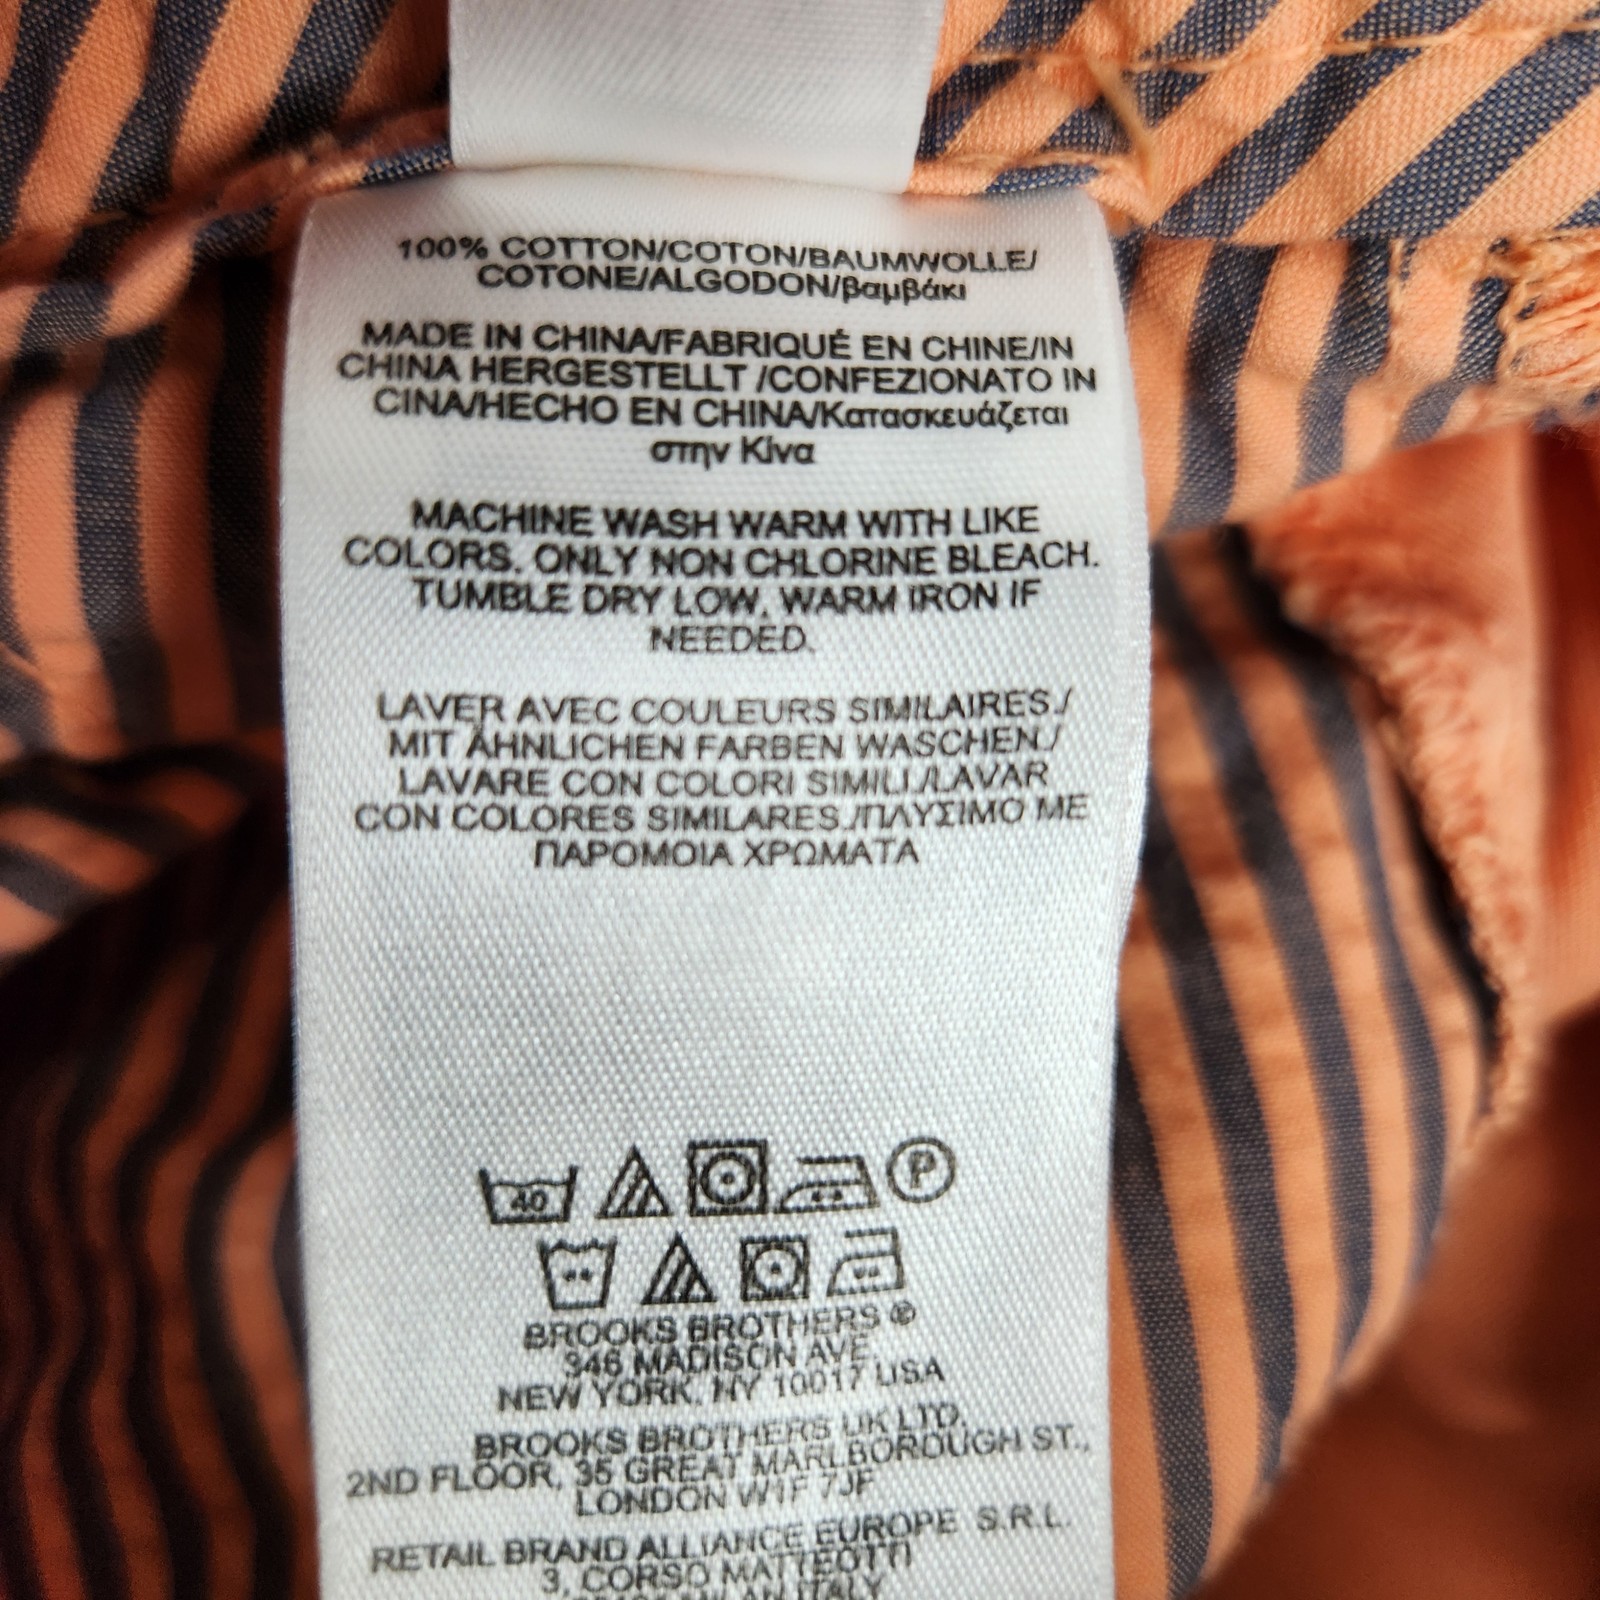 100% COTTON/COTON/BAUMWOLLE/
COTONE/ALGODON/βαμβάκι
MADE IN CHINA/FABRIQUÉ EN CHINE/IN
CHINA HERGESTELLT /CONFEZIONATO IN
CINA/HECHO EN CHINA/Κατασκευάζεται
στην Κίνα
MACHINE WASH WARM WITH LIKE
COLORS. ONLY NON CHLORINE BLEACH.
TUMBLE DRY LOW. WARM IRON IF
NEEDED.
LAVER AVEC COULEURS SIMILAIRES./
MIT ÄHNLICHEN FARBEN WASCHEN./
LAVARE CON COLORI SIMILI./LAVAR
CON COLORES SIMILARES./ΠΛΥΣΙΜΟ ΜΕ
ΠΑΡΟΜΟΙΑ ΧΡΩΜΑΤΑ
40 P
BROOKS BROTHERS ®
346 MADISON AVE
NEW YORK, NY 10017 USA
BROOKS BROTHERS UK LTD.
2ND FLOOR, 35 GREAT MARLBOROUGH ST.,
LONDON W1F 7JF
RETAIL BRAND ALLIANCE EUROPE S.R.L.
3, CORSO MATTEOTTI
MILAN ITALY